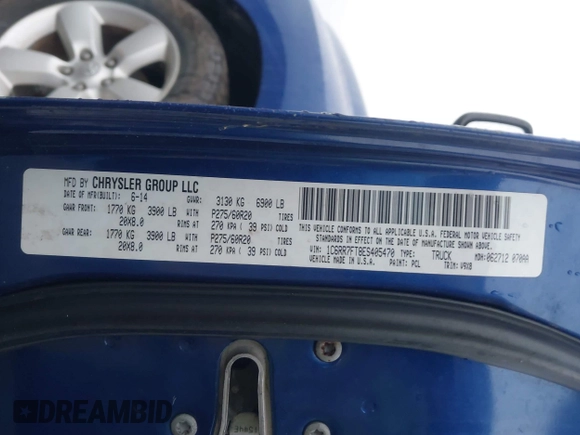 MFD BY CHRYSLER GROUP LLC
DATE OF MFR(BUILT): 6-14 GVWR: 3130 KG 6900 LB
GAWR FRONT: 1770 KG 3900 LB WITH P275/60R20 TIRES
20X8.0 RIMS AT 270 KPA ( 39 PSI) COLD
GAWR REAR: 1770 KG 3900 LB WITH P275/60R20 TIRES
20X8.0 RIMS AT 270 KPA ( 39 PSI) COLD
THIS VEHICLE CONFORMS TO ALL APPLICABLE U.S.A. FEDERAL MOTOR VEHICLE SAFETY
STANDARDS IN EFFECT ON THE DATE OF MANUFACTURE SHOWN ABOVE.
VIN: 1C6RR7FT8ES405470 TYPE: TRUCK MDH: 062712 070AA
VEHICLE MADE IN U.S.A. PAINT: PCL TRIM: V9X8
DREAMBID